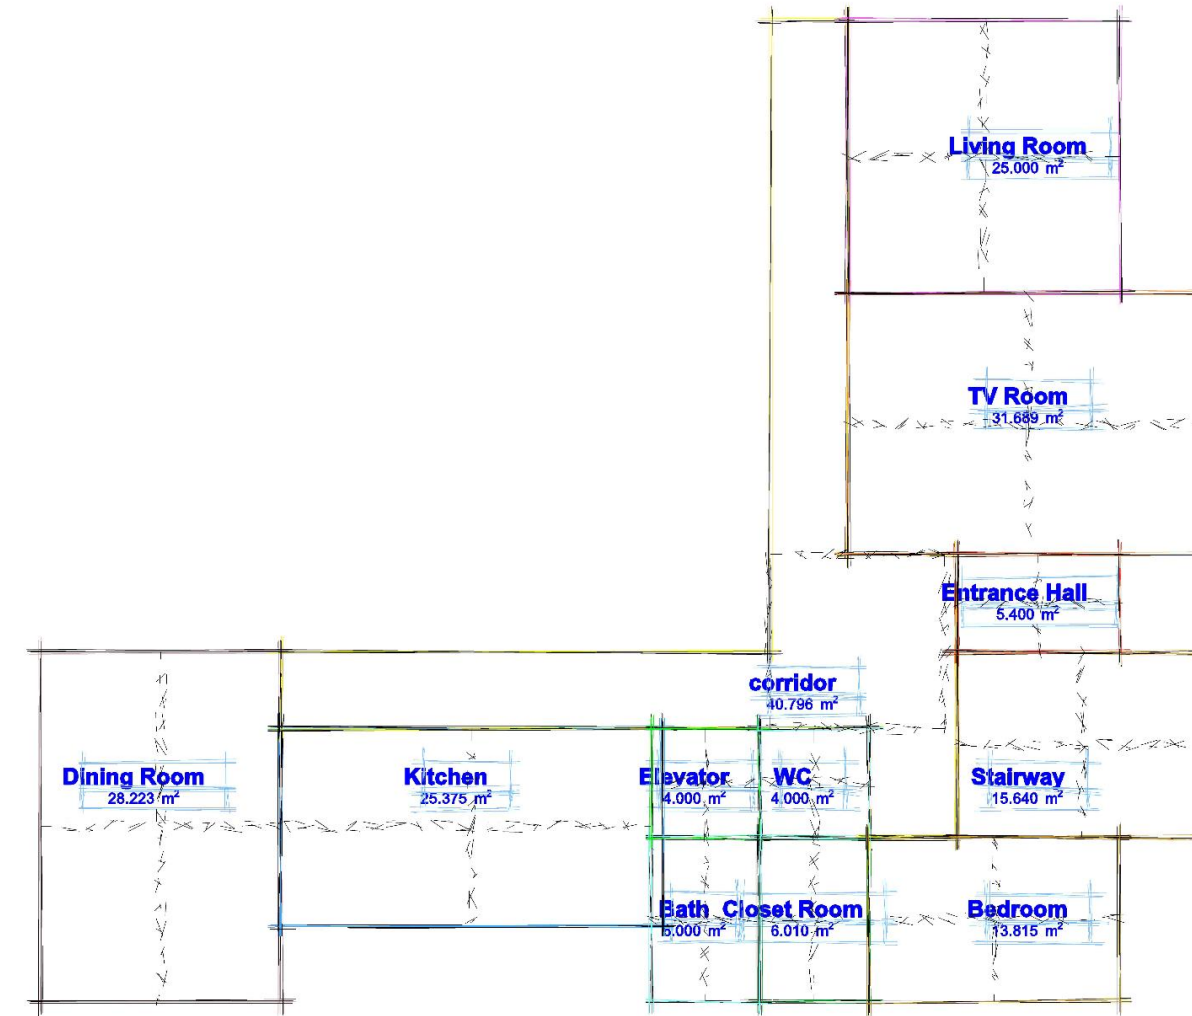 Living Room
25.000 m²
TV Room
31.689 m²
Entrance Hall
5.400 m²
corridor
40.796 m²
Dining Room
28.223 m²
Kitchen
25.375 m²
Elevator
4.000 m²
WC
4.000 m²
Stairway
15.640 m²
Bath
6.000 m²
Closet Room
6.010 m²
Bedroom
13.815 m²